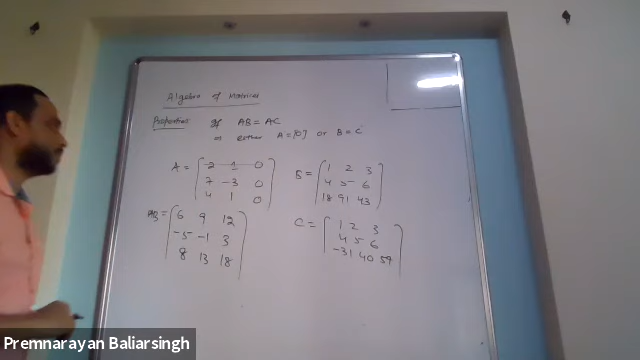 Algebra of Matrices
Properties If AB = AC
⇒ either A=[0] or B=C
A = 2 1 0
7 -3 0
4 1 0
B = 1 2 3
4 5 6
18 91 43
AB = 6 9 12
-5 -1 3
8 13 18
C = 1 2 3
4 5 6
-31 40
Premnarayan Baliarsingh